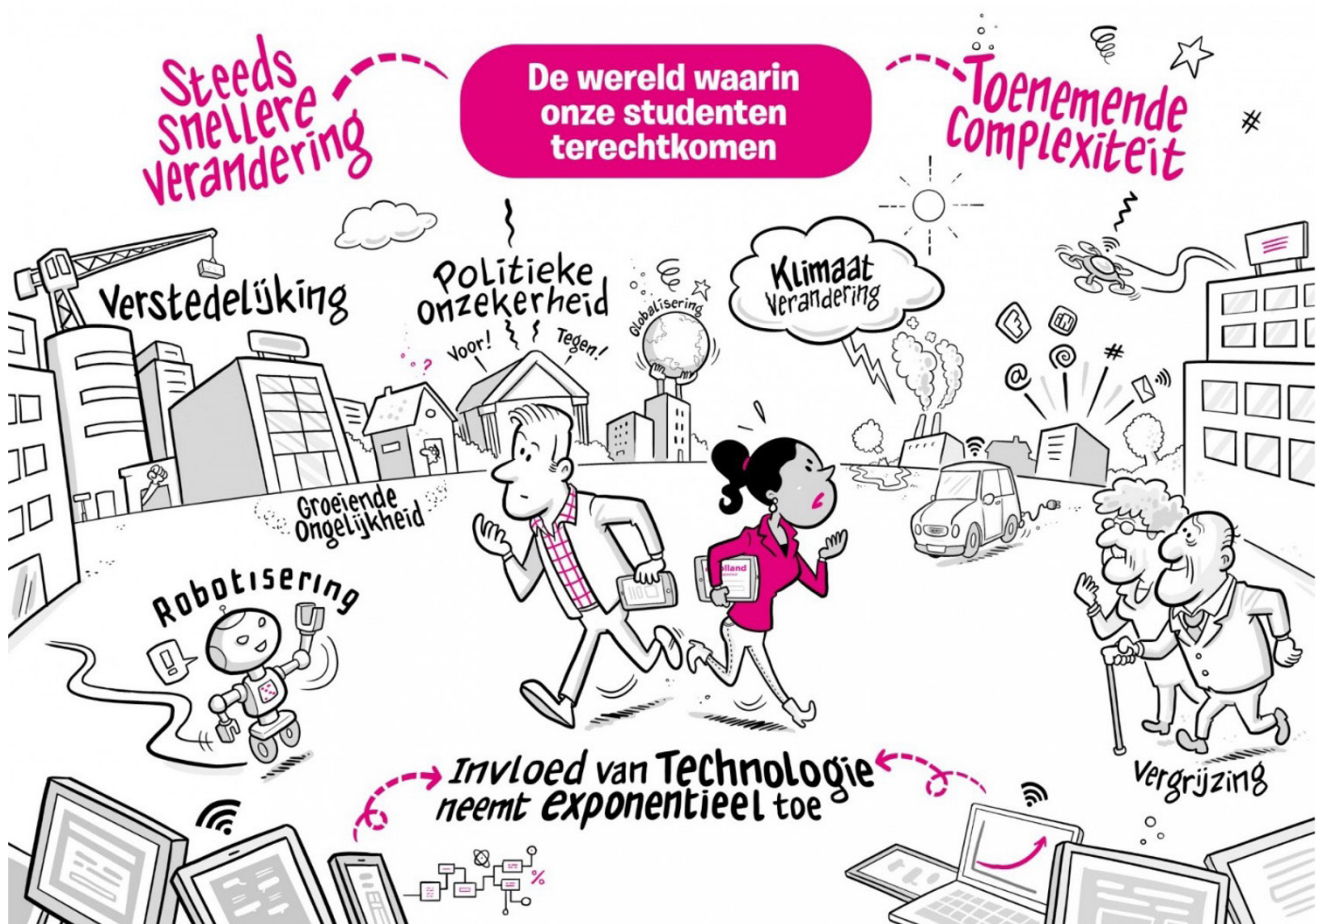 De wereld waarin
onze studenten
terechtkomen
Steeds
snellere
verandering
Toenemende
complexiteit
Verstedelijking
Politieke
onzekerheid
Voor!
Tegen!
?
Globalisering
Klimaat
verandering
#
@
#
Groeiende
Ongelijkheid
Robotisering
!
lland
Vergrijzing
Invloed van Technologie
neemt exponentieel toe
%